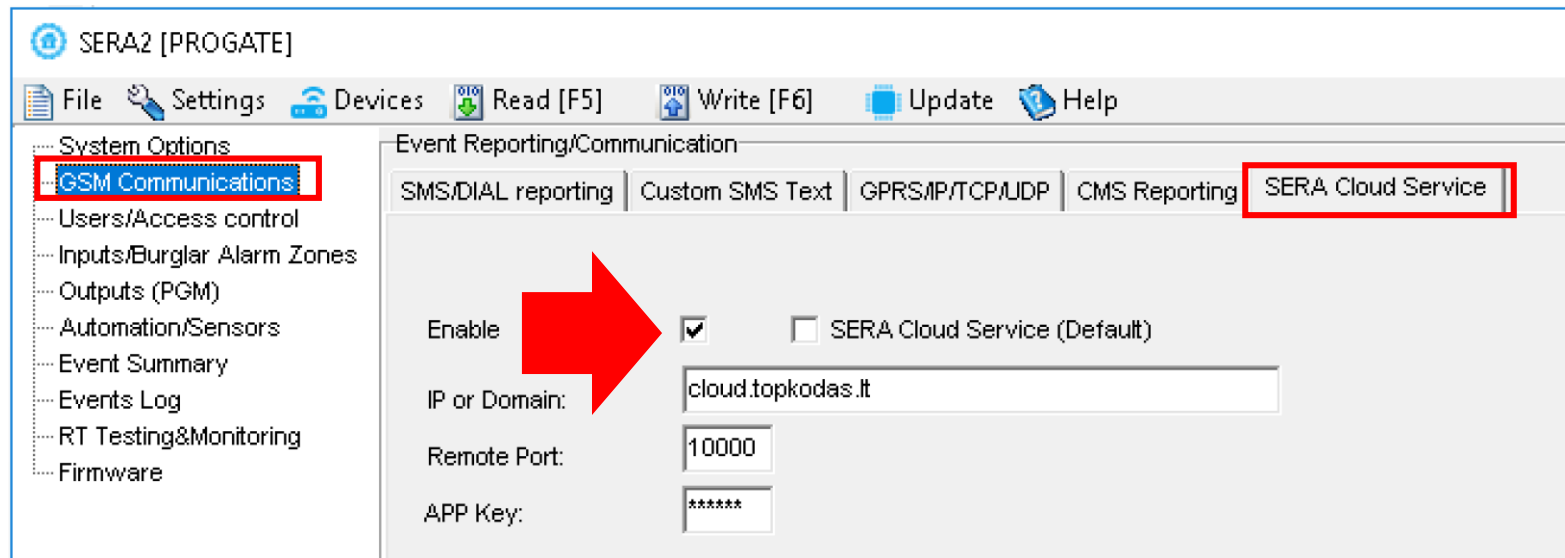 SERA2 [PROGATE]
File Settings Devices Read [F5] Write [F6] Update Help
System Options
GSM Communications
Users/Access control
Inputs/Burglar Alarm Zones
Outputs (PGM)
Automation/Sensors
Event Summary
Events Log
RT Testing&Monitoring
Firmware
Event Reporting/Communication
SMS/DIAL reporting Custom SMS Text GPRS/IP/TCP/UDP CMS Reporting SERA Cloud Service
Enable SERA Cloud Service (Default)
IP or Domain: cloud.topkodas.lt
Remote Port: 10000
APP Key: ******